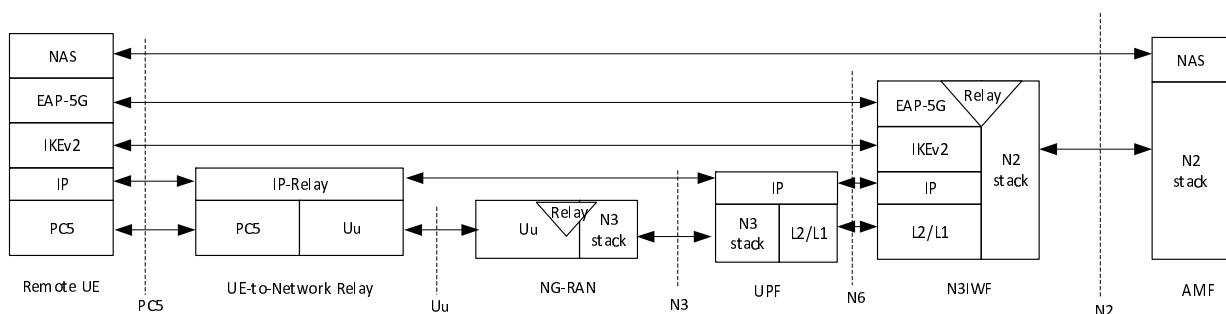 NAS
EAP-5G
IKEv2
IP
PC5
Remote UE
PC5
IP-Relay
PC5
Uu
UE-to-Network Relay
Uu
Uu
Relay
N3
stack
NG-RAN
N3
IP
N3
stack
L2/L1
UPF
N6
EAP-5G
Relay
IKEv2
IP
L2/L1
N2
stack
N3IWF
N2
NAS
N2
stack
AMF